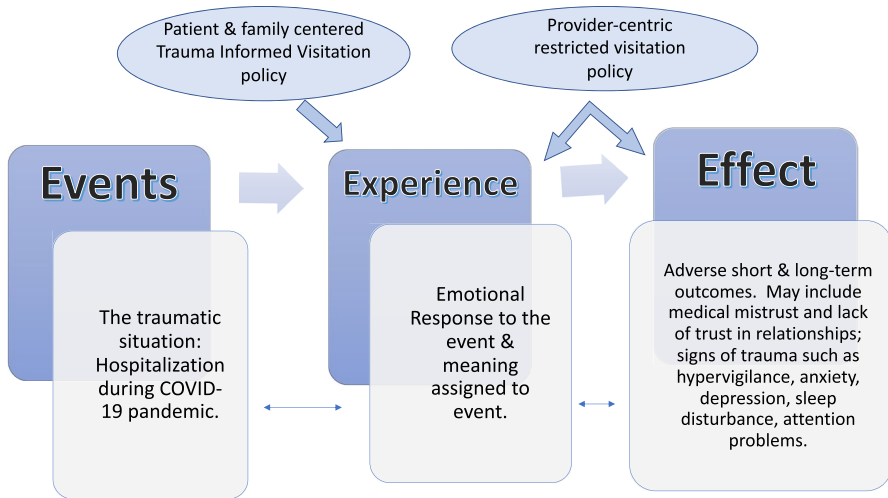 Patient & family centered
Trauma Informed Visitation
policy
Provider-centric
restricted visitation
policy
Events
Experience
Effect
The traumatic
situation:
Hospitalization
during COVID-
19 pandemic.
Emotional
Response to the
event &
meaning
assigned to
event.
Adverse short & long-term
outcomes.  May include
medical mistrust and lack
of trust in relationships;
signs of trauma such as
hypervigilance, anxiety,
depression, sleep
disturbance, attention
problems.